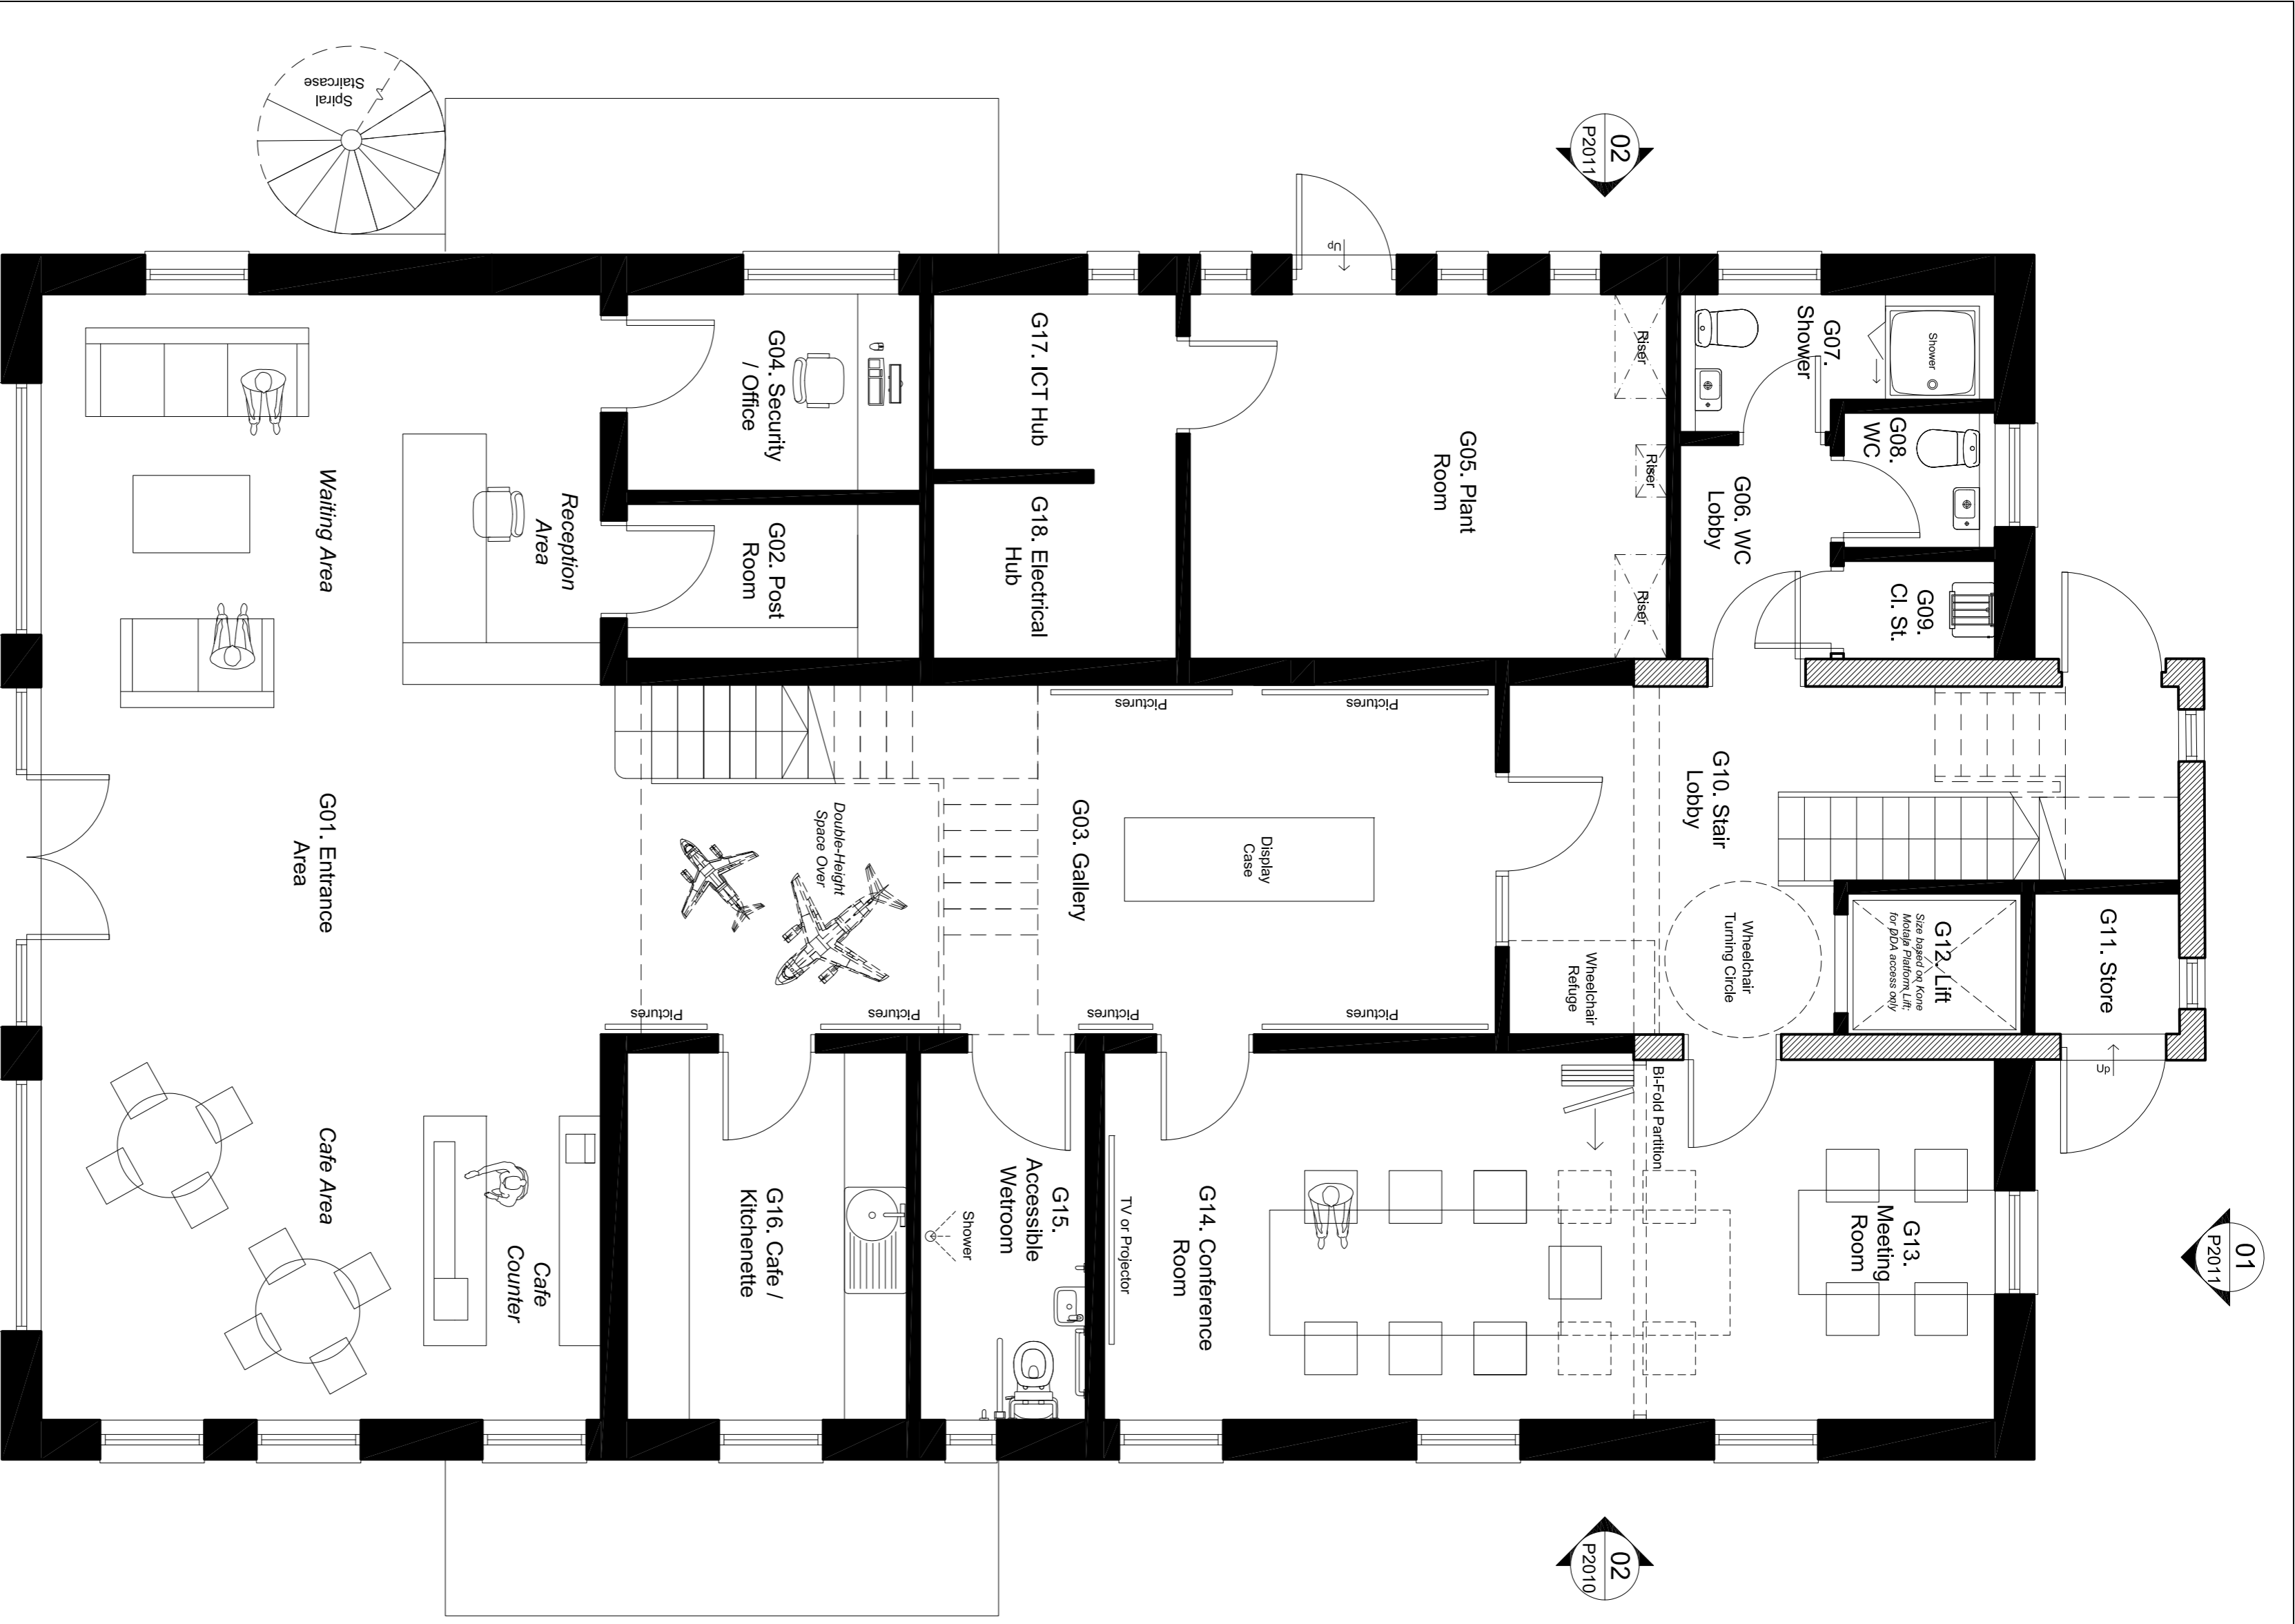 Spiral
Staircase
02
P2011
Up
G07.
Shower
Shower
G08.
WC
G06. WC
Lobby
G09.
Cl. St.
Riser
Riser
Riser
G05. Plant
Room
G17. ICT Hub
G18. Electrical
Hub
G04. Security
/ Office
G02. Post
Room
Reception
Area
Waiting Area
G01. Entrance
Area
Double-Height
Space Over
G03. Gallery
Pictures
Pictures
Display
Case
Pictures
Pictures
Pictures
Pictures
G10. Stair
Lobby
Wheelchair
Turning Circle
Wheelchair
Refuge
G12. Lift
Size based on Kone
Motala Platform Lift;
for DDA access only
G11. Store
Up
Bi-Fold Partition
G13.
Meeting
Room
G14. Conference
Room
TV or Projector
G15.
Accessible
Wetroom
Shower
G16. Cafe /
Kitchenette
Cafe
Counter
Cafe Area
01
P2011
02
P2010